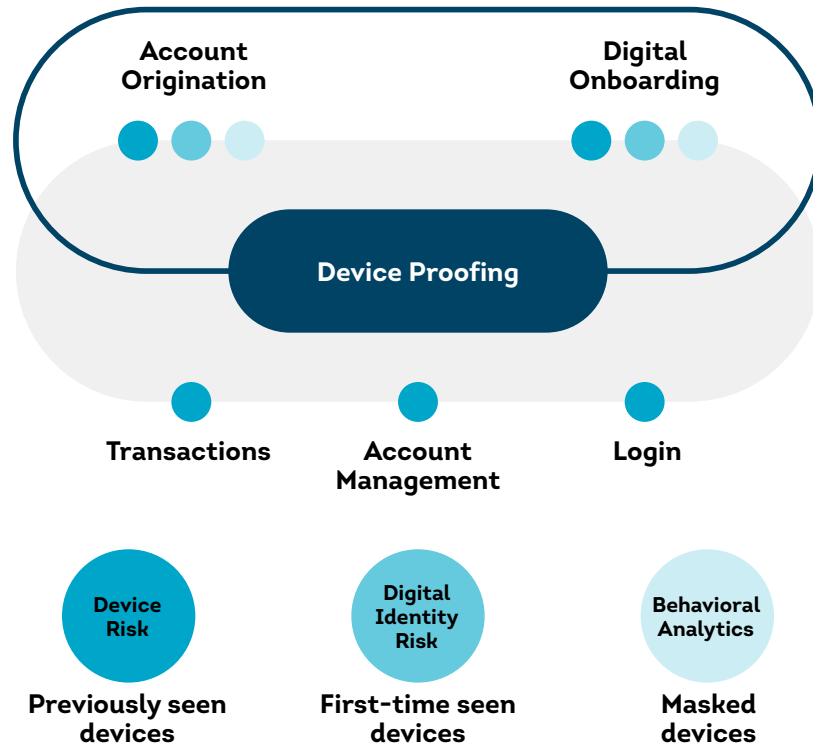 Account
Origination
Digital
Onboarding
Device Proofing
Transactions
Account
Management
Login
Device
Risk
Digital
Identity
Risk
Behavioral
Analytics
Previously seen
devices
First-time seen
devices
Masked
devices